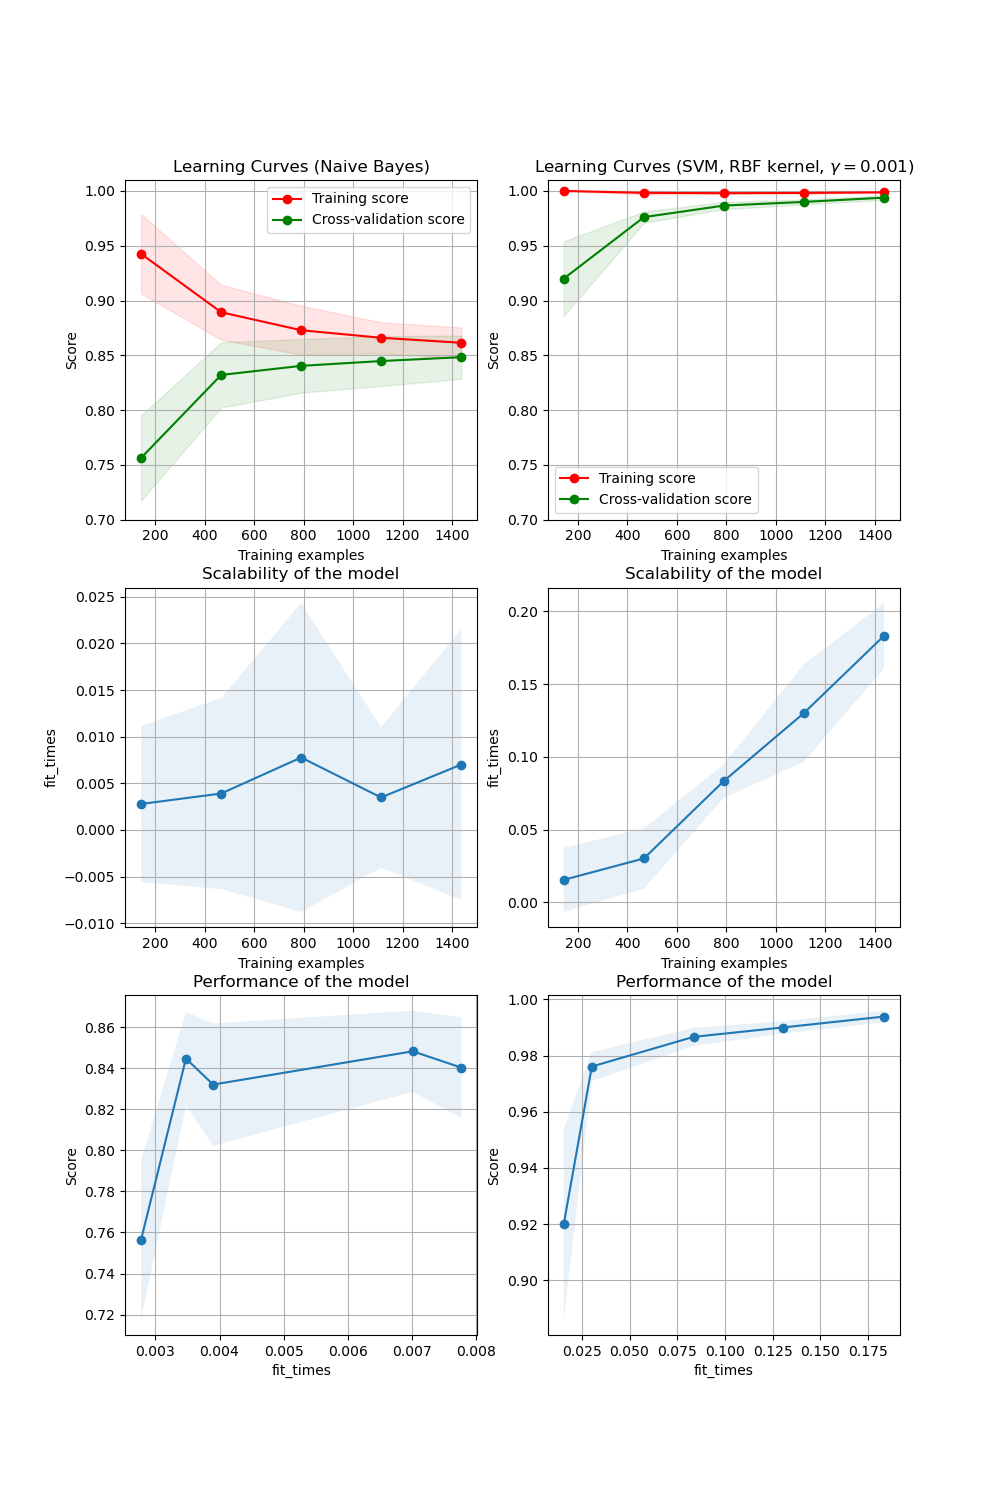 Learning Curves (Naive Bayes)
1.00
0.95
0.90
0.85
0.80
0.75
0.70
Score
Training score
Cross-validation score
200 400 600 800 1000 1200 1400
Training examples
Learning Curves (SVM, RBF kernel, γ = 0.001)
1.00
0.95
0.90
0.85
0.80
0.75
0.70
Score
Training score
Cross-validation score
200 400 600 800 1000 1200 1400
Training examples
Scalability of the model
0.025
0.020
0.015
0.010
0.005
0.000
−0.005
−0.010
fit_times
200 400 600 800 1000 1200 1400
Training examples
Scalability of the model
0.20
0.15
0.10
0.05
0.00
fit_times
200 400 600 800 1000 1200 1400
Training examples
Performance of the model
0.86
0.84
0.82
0.80
0.78
0.76
0.74
0.72
Score
0.003 0.004 0.005 0.006 0.007 0.008
fit_times
Performance of the model
1.00
0.98
0.96
0.94
0.92
0.90
Score
0.025 0.050 0.075 0.100 0.125 0.150 0.175
fit_times